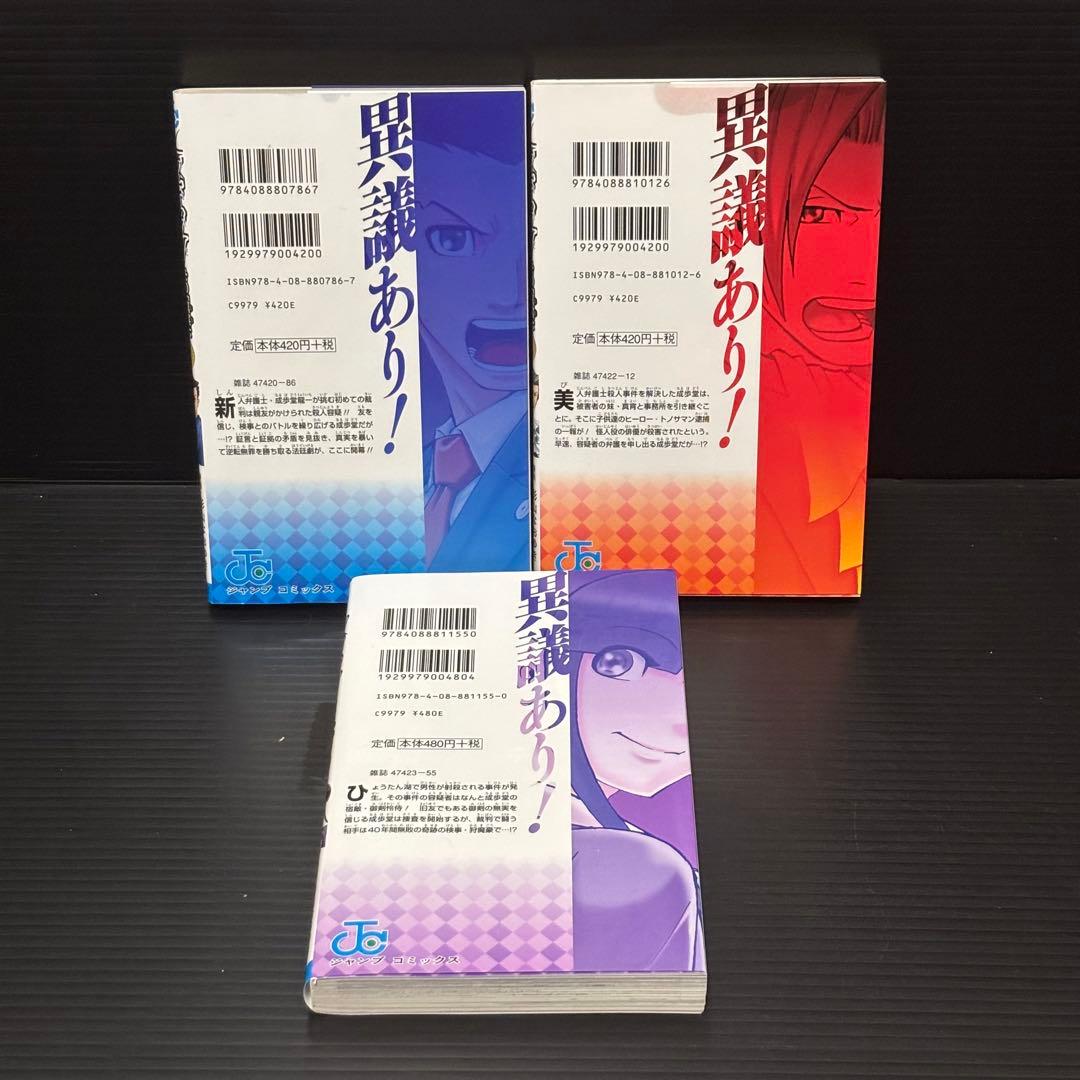 異議あり!
9784088807867
1929979004200
ISBN978-4-08-880786-7
C9979 ¥420E
定価 本体420円+税
雑誌 47420-86
新人弁護士・成歩堂龍一が挑む初めての裁
判は親友がかけられた殺人容疑!! 友を
信じ、検事とのバトルを繰り広げる成歩堂だが
…!? 証言と証拠の矛盾を見抜き、真実を暴い
て逆転無罪を勝ち取る法廷劇が、ここに開幕!!
JC
ジャンプ コミックス
異議あり!
9784088810126
1929979004200
ISBN978-4-08-881012-6
C9979 ¥420E
定価 本体420円+税
雑誌 47422-12
美人弁護士殺人事件を解決した成歩堂は、
被害者の妹・真宵と事務所を引き継ぐこ
とに。そこに子供達のヒーロー・トノサマン逮捕
の一報が! 怪人役の俳優が殺害されたという。
早速、容疑者の弁護を申し出る成歩堂だが…!?
異議あり!
9784088811550
1929979004804
ISBN978-4-08-881155-0
C9979 ¥480E
定価 本体480円+税
雑誌 47423-55
ひょうたん湖で男性が射殺される事件が発
生。その事件の容疑者はなんと成歩堂の
宿敵・御剣怜侍! 旧友でもある御剣の無実を
信じる成歩堂は捜査を開始するが、裁判で闘う
相手は40年間無敗の奇跡の検事・狩魔豪で…!?
JC
ジャンプ コミックス